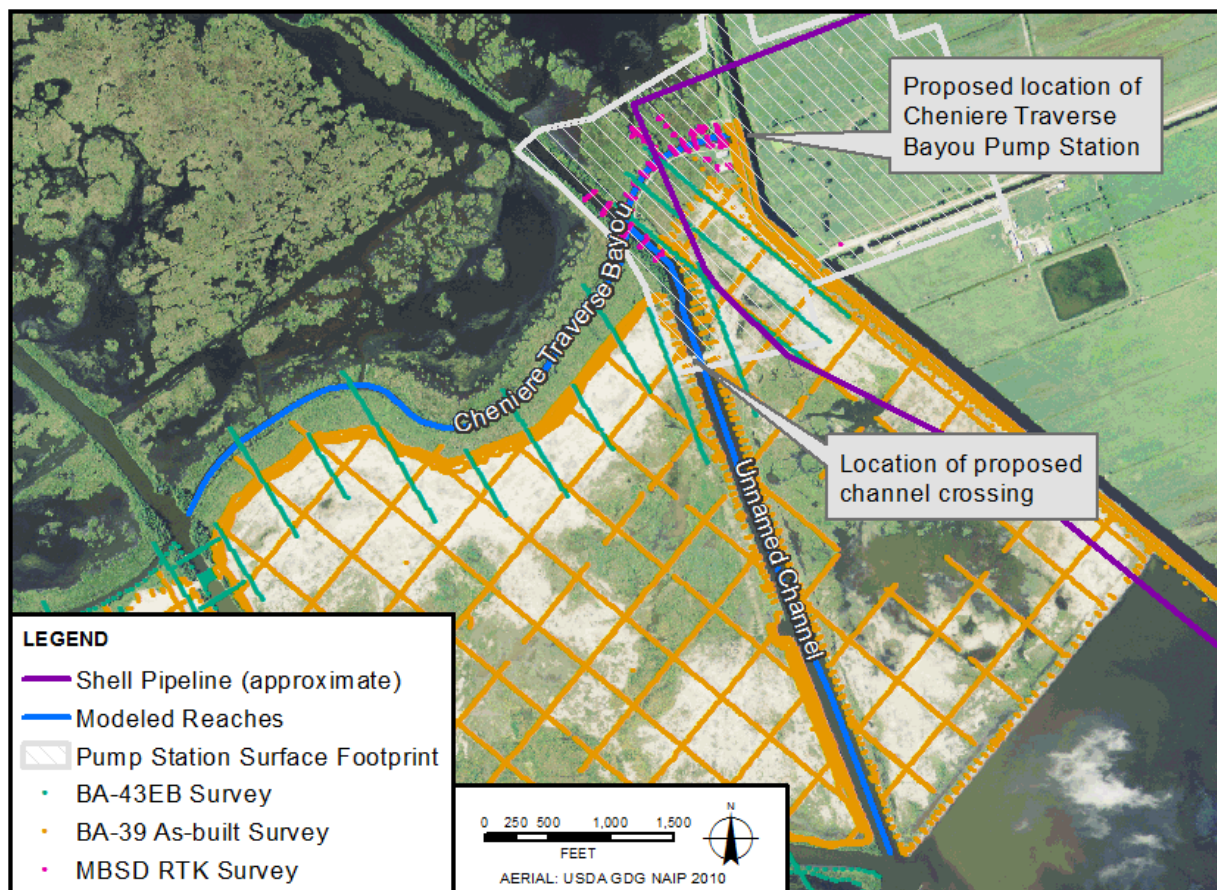 Proposed location of
Cheniere Traverse
Bayou Pump Station
Cheniere Traverse Bayou
Location of proposed
channel crossing
Unnamed Channel
LEGEND
Shell Pipeline (approximate)
Modeled Reaches
Pump Station Surface Footprint
BA-43EB Survey
BA-39 As-built Survey
MBSD RTK Survey
0 250 500 1,000 1,500
FEET
N
AERIAL: USDA GDG NAIP 2010